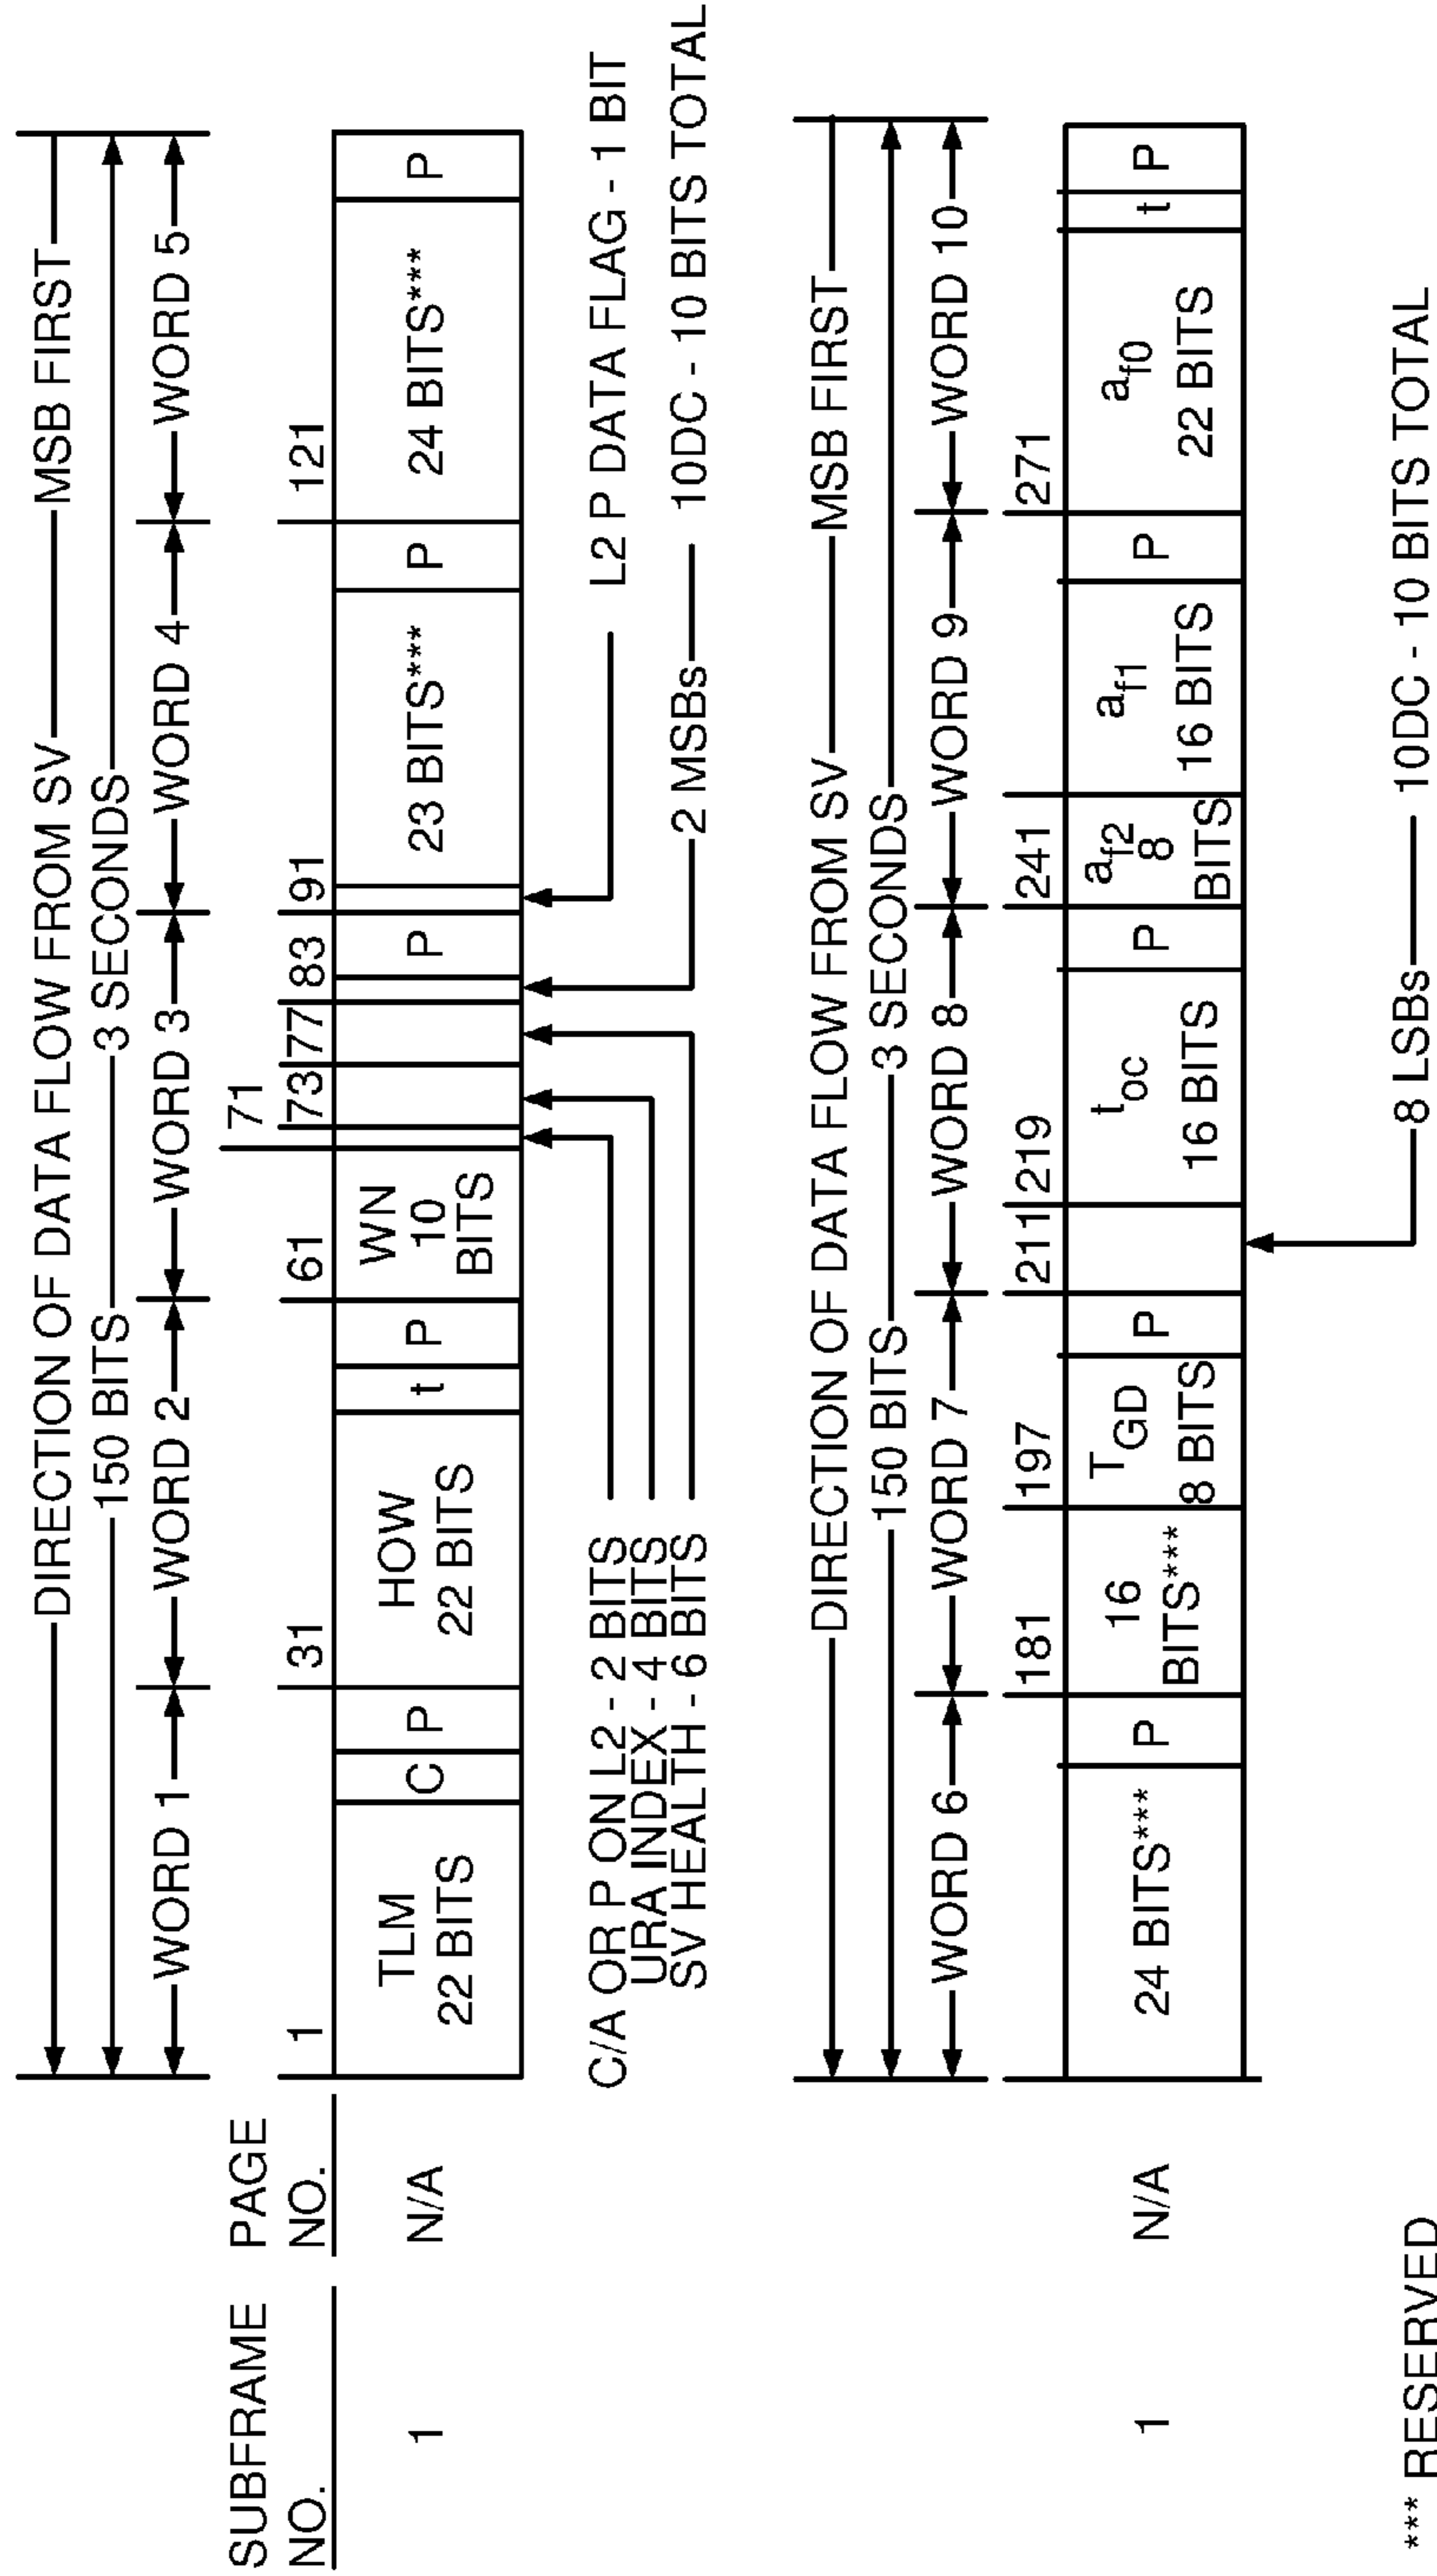 DIRECTION OF DATA FLOW FROM SV MSB FIRST
150 BITS 3 SECONDS
WORD 1 WORD 2 WORD 3 WORD 4 WORD 5
SUBFRAME PAGE
NO. NO.
71
1 31 61 73 77 83 91 121
1 N/A TLM HOW WN
22 BITS C P 22 BITS t P 10 BITS P 23 BITS*** P 24 BITS*** P
C/A OR P ON L2 - 2 BITS L2 P DATA FLAG - 1 BIT
URA INDEX - 4 BITS
SV HEALTH - 6 BITS 2 MSBs 10DC - 10 BITS TOTAL
DIRECTION OF DATA FLOW FROM SV MSB FIRST
150 BITS 3 SECONDS
WORD 6 WORD 7 WORD 8 WORD 9 WORD 10
181 197 211 219 241 271
1 N/A 24 BITS*** P 16 BITS*** TGD 8 BITS P toc 16 BITS P af2 8 BITS af1 16 BITS P af0 22 BITS t P
*** RESERVED 8 LSBs 10DC - 10 BITS TOTAL